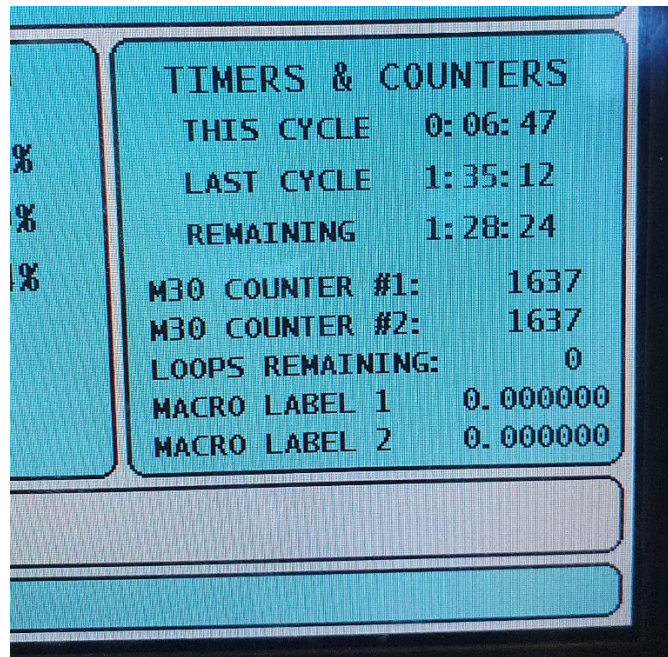 TIMERS & COUNTERS
THIS CYCLE 0:06:47
%
LAST CYCLE 1:35:12
%
REMAINING 1:28:24
%
M30 COUNTER #1: 1637
M30 COUNTER #2: 1637
LOOPS REMAINING: 0
MACRO LABEL 1 0.000000
MACRO LABEL 2 0.000000